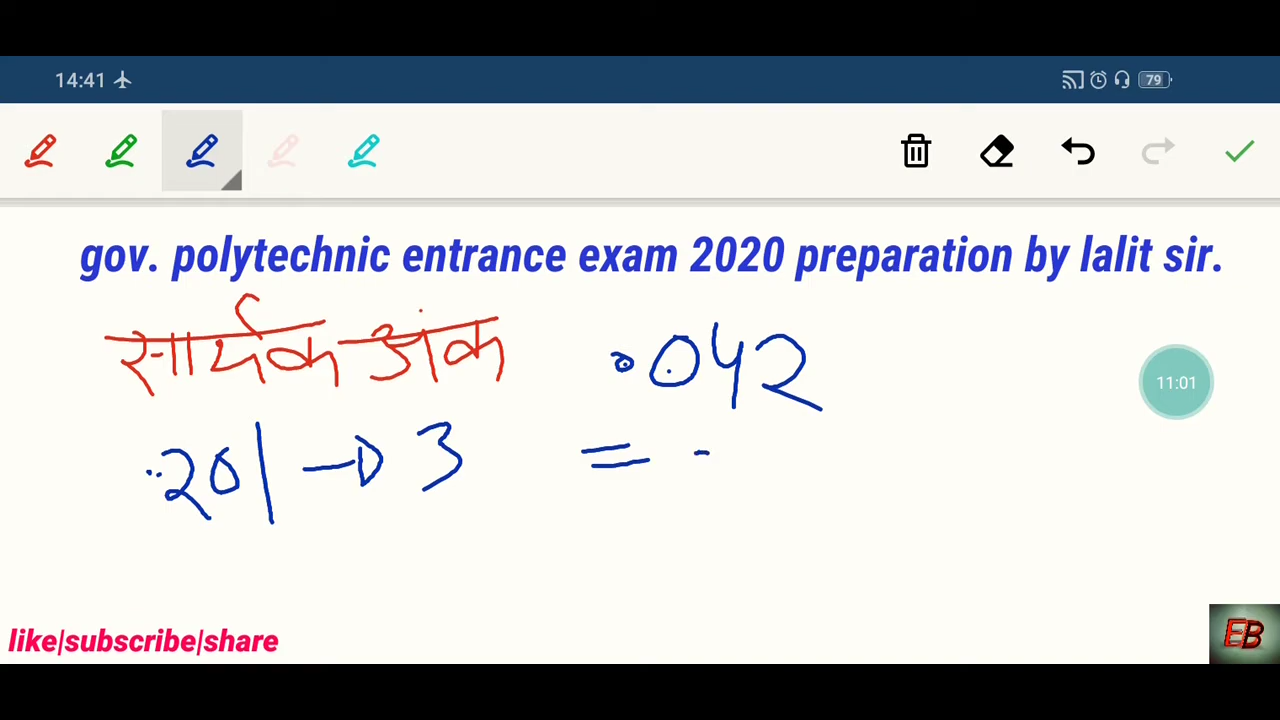 14:41
79
gov. polytechnic entrance exam 2020 preparation by lalit sir.
सार्थक अंक
.042
11:01
.201 → 3
=
like|subscribe|share
EB